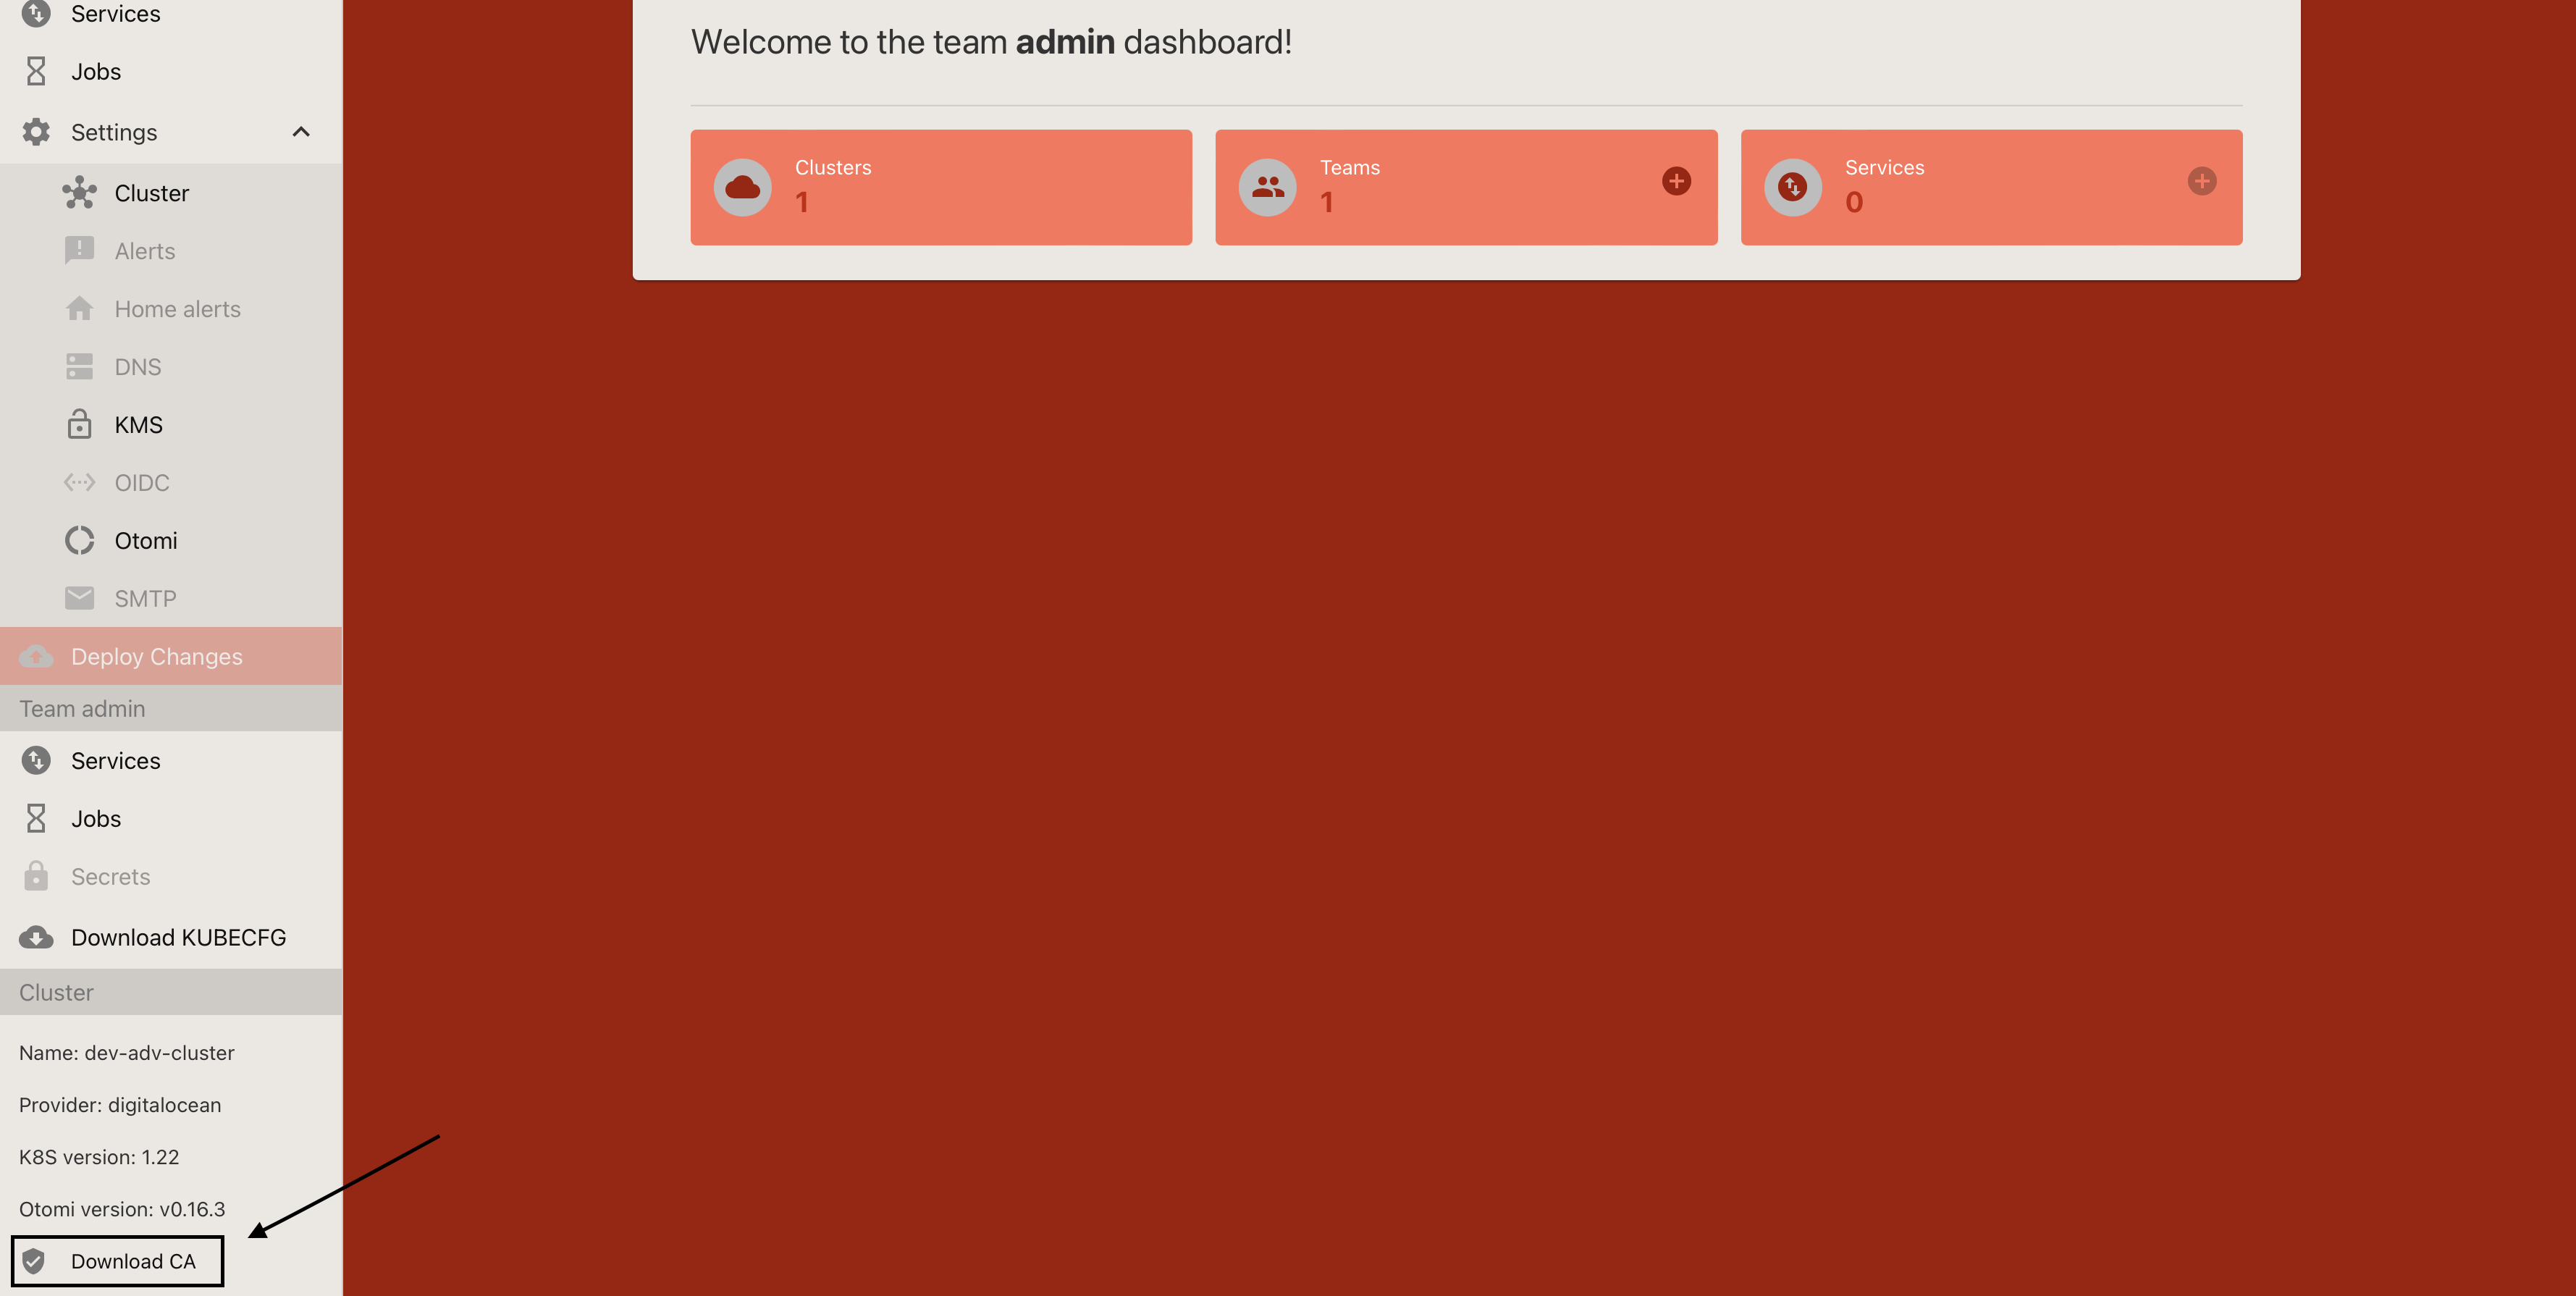 Services
Jobs
Settings
Cluster
Alerts
Home alerts
DNS
KMS
OIDC
Otomi
SMTP
Deploy Changes
Team admin
Services
Jobs
Secrets
Download KUBECFG
Cluster
Name: dev-adv-cluster
Provider: digitalocean
K8S version: 1.22
Otomi version: v0.16.3
Download CA
Welcome to the team admin dashboard!
Clusters
1
Teams
1
Services
0